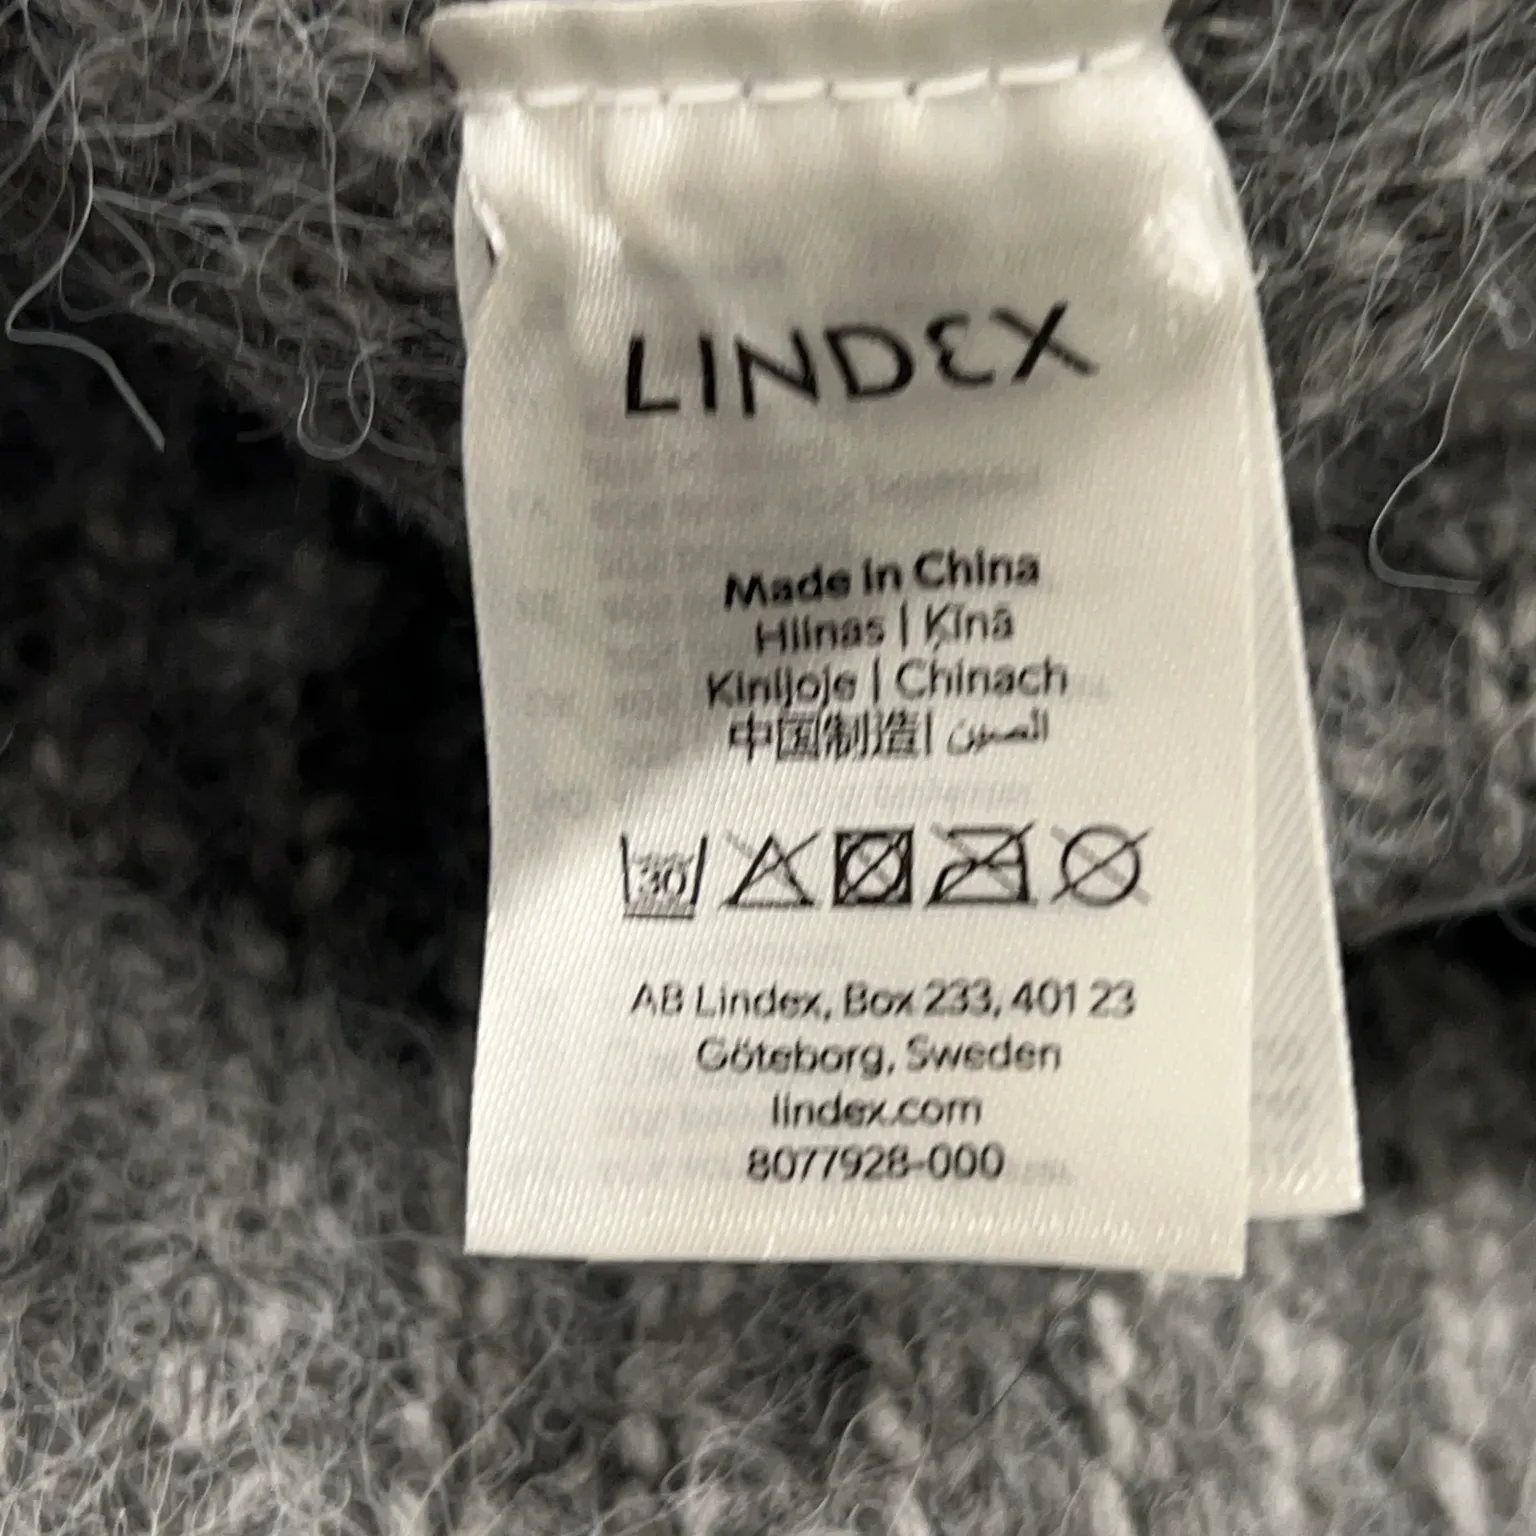 LINDEX
Made in China
Hiinas | Ķīnā
Kinijoje | Chinach
中国制造 | الصين
30
AB Lindex, Box 233, 401 23
Göteborg, Sweden
lindex.com
8077928-000